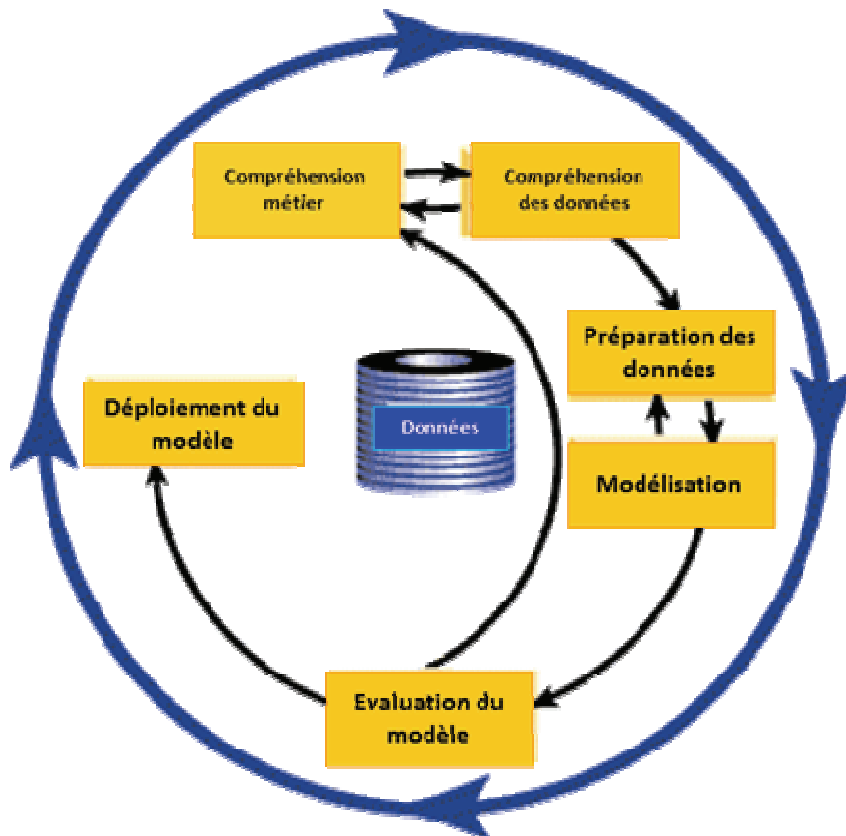 Compréhension
métier
Compréhension
des données
Préparation des
données
Déploiement du
modèle
Données
Modélisation
Evaluation du
modèle